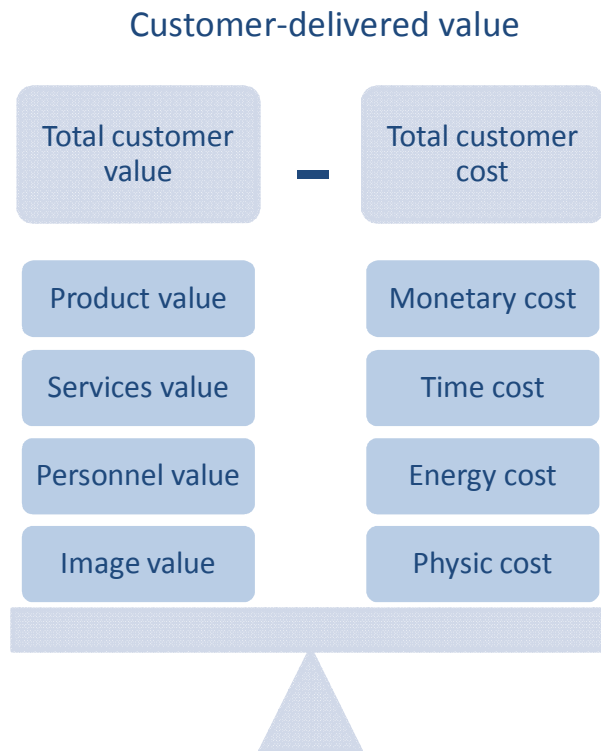 Customer-delivered value
Total customer
value
-
Total customer
cost
Product value
Monetary cost
Services value
Time cost
Personnel value
Energy cost
Image value
Physic cost